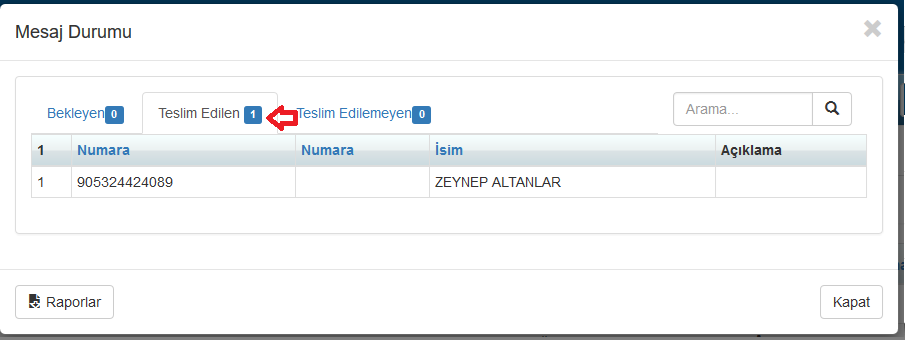 Mesaj Durumu
Bekleyen 0 Teslim Edilen 1 Teslim Edilemeyen 0 Arama...
1 Numara Numara İsim Açıklama
1 905324424089 ZEYNEP ALTANLAR
Raporlar Kapat